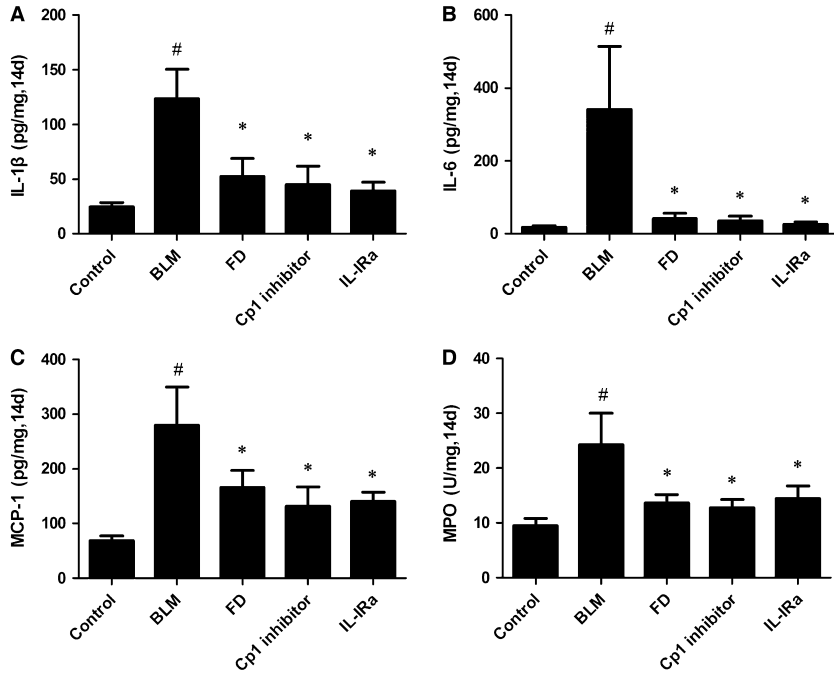 A
IL-1β (pg/mg,14d)
200
150
100
50
0
#
*
*
*
Control
BLM
FD
Cp1 inhibitor
IL-IRa
B
IL-6 (pg/mg,14d)
600
400
200
0
#
*
*
*
Control
BLM
FD
Cp1 inhibitor
IL-IRa
C
MCP-1 (pg/mg,14d)
400
300
200
100
0
#
*
*
*
Control
BLM
FD
Cp1 inhibitor
IL-IRa
D
MPO (U/mg,14d)
40
30
20
10
0
#
*
*
*
Control
BLM
FD
Cp1 inhibitor
IL-IRa